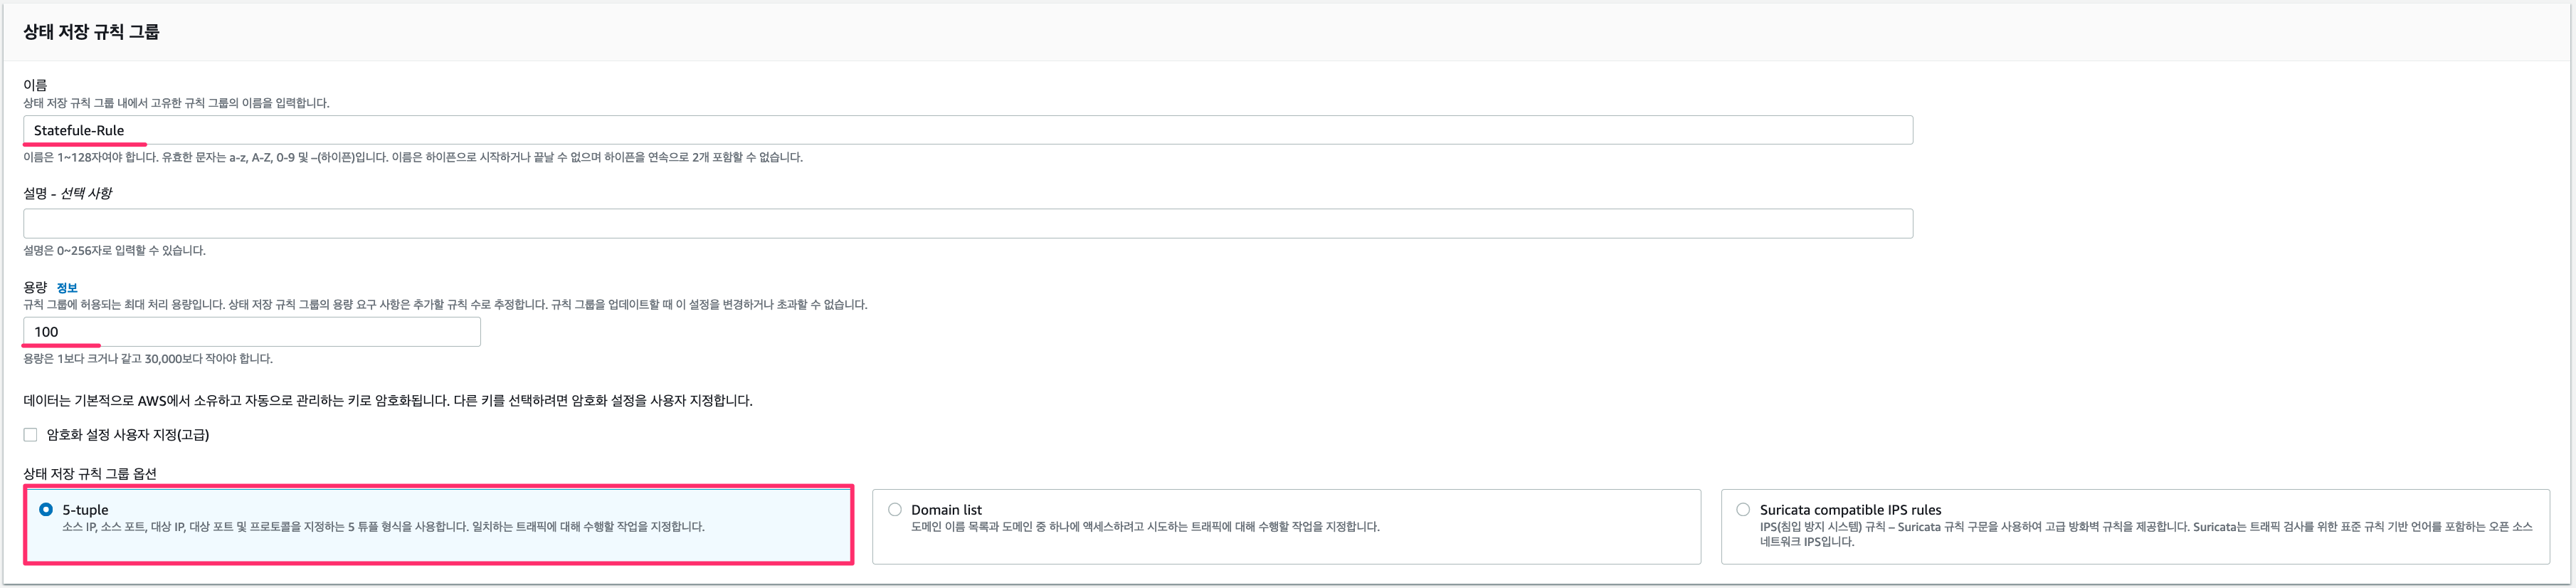 상태 저장 규칙 그룹
이름
상태 저장 규칙 그룹 내에서 고유한 규칙 그룹의 이름을 입력합니다.
Statefule-Rule
이름은 1~128자여야 합니다. 유효한 문자는 a-z, A-Z, 0-9 및 –(하이픈)입니다. 이름은 하이픈으로 시작하거나 끝날 수 없으며 하이픈을 연속으로 2개 포함할 수 없습니다.
설명 - 선택 사항
설명은 0~256자로 입력할 수 있습니다.
용량 정보
규칙 그룹에 허용되는 최대 처리 용량입니다. 상태 저장 규칙 그룹의 용량 요구 사항은 추가할 규칙 수로 추정합니다. 규칙 그룹을 업데이트할 때 이 설정을 변경하거나 초과할 수 없습니다.
100
용량은 1보다 크거나 같고 30,000보다 작아야 합니다.
데이터는 기본적으로 AWS에서 소유하고 자동으로 관리하는 키로 암호화됩니다. 다른 키를 선택하려면 암호화 설정을 사용자 지정합니다.
암호화 설정 사용자 지정(고급)
상태 저장 규칙 그룹 옵션
5-tuple
소스 IP, 소스 포트, 대상 IP, 대상 포트 및 프로토콜을 지정하는 5 튜플 형식을 사용합니다. 일치하는 트래픽에 대해 수행할 작업을 지정합니다.
Domain list
도메인 이름 목록과 도메인 중 하나에 액세스하려고 시도하는 트래픽에 대해 수행할 작업을 지정합니다.
Suricata compatible IPS rules
IPS(침입 방지 시스템) 규칙 – Suricata 규칙 구문을 사용하여 고급 방화벽 규칙을 제공합니다. Suricata는 트래픽 검사를 위한 표준 규칙 기반 언어를 포함하는 오픈 소스
네트워크 IPS입니다.